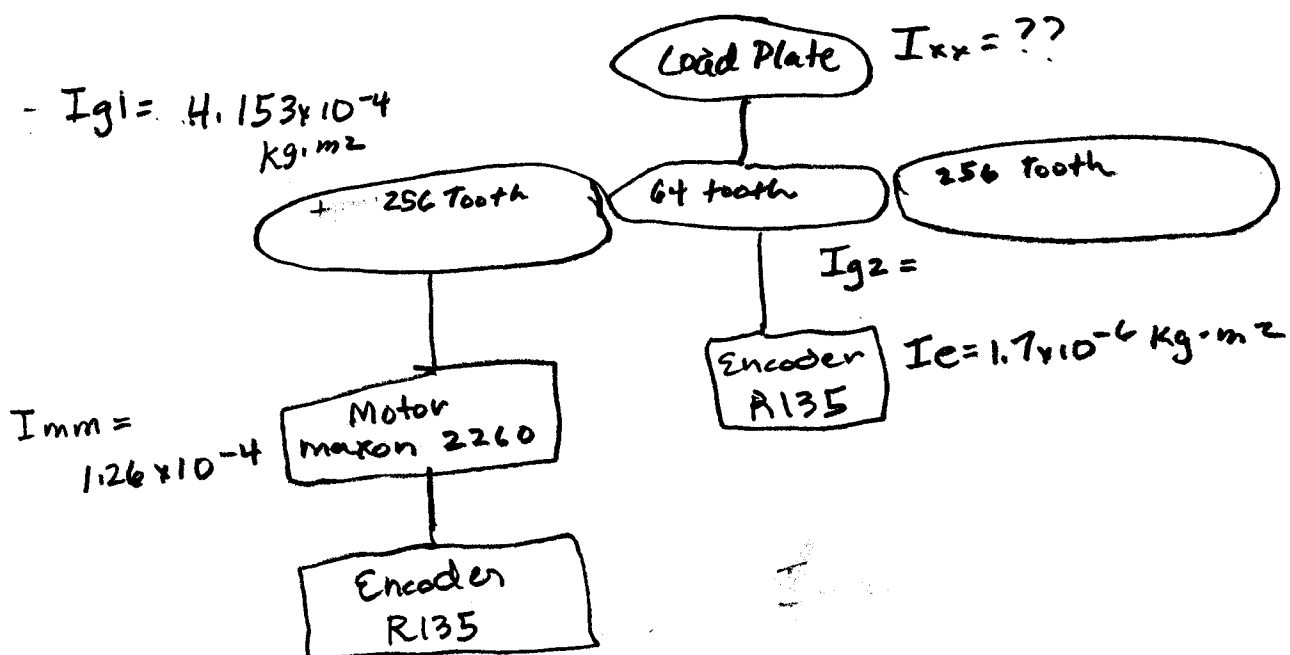 Load Plate
Ixx = ??
- Ig1 = 4.153x10-4
kg.m2
256 Tooth
64 tooth
256 Tooth
Ig2 =
Encoder
R135
Ie=1.7x10-6 kg.m2
Imm =
1.26x10-4
Motor
maxon 2260
Encoder
R135